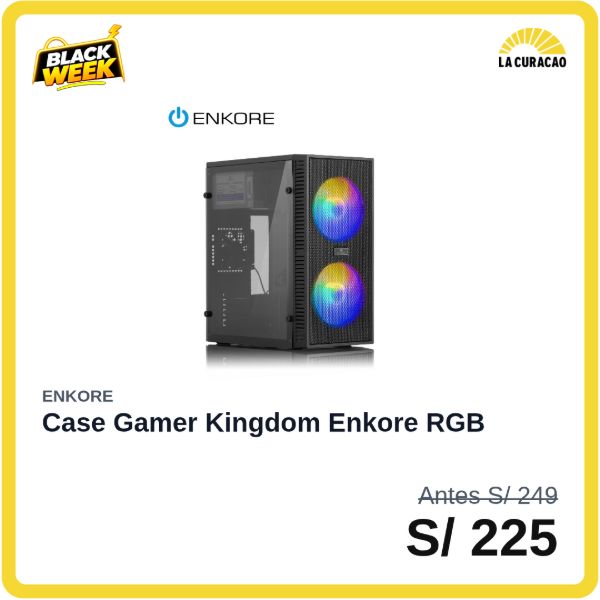 BLACK
WEEK
LA CURACAO
ENKORE
ENKORE
Case Gamer Kingdom Enkore RGB
Antes S/ 249
S/ 225